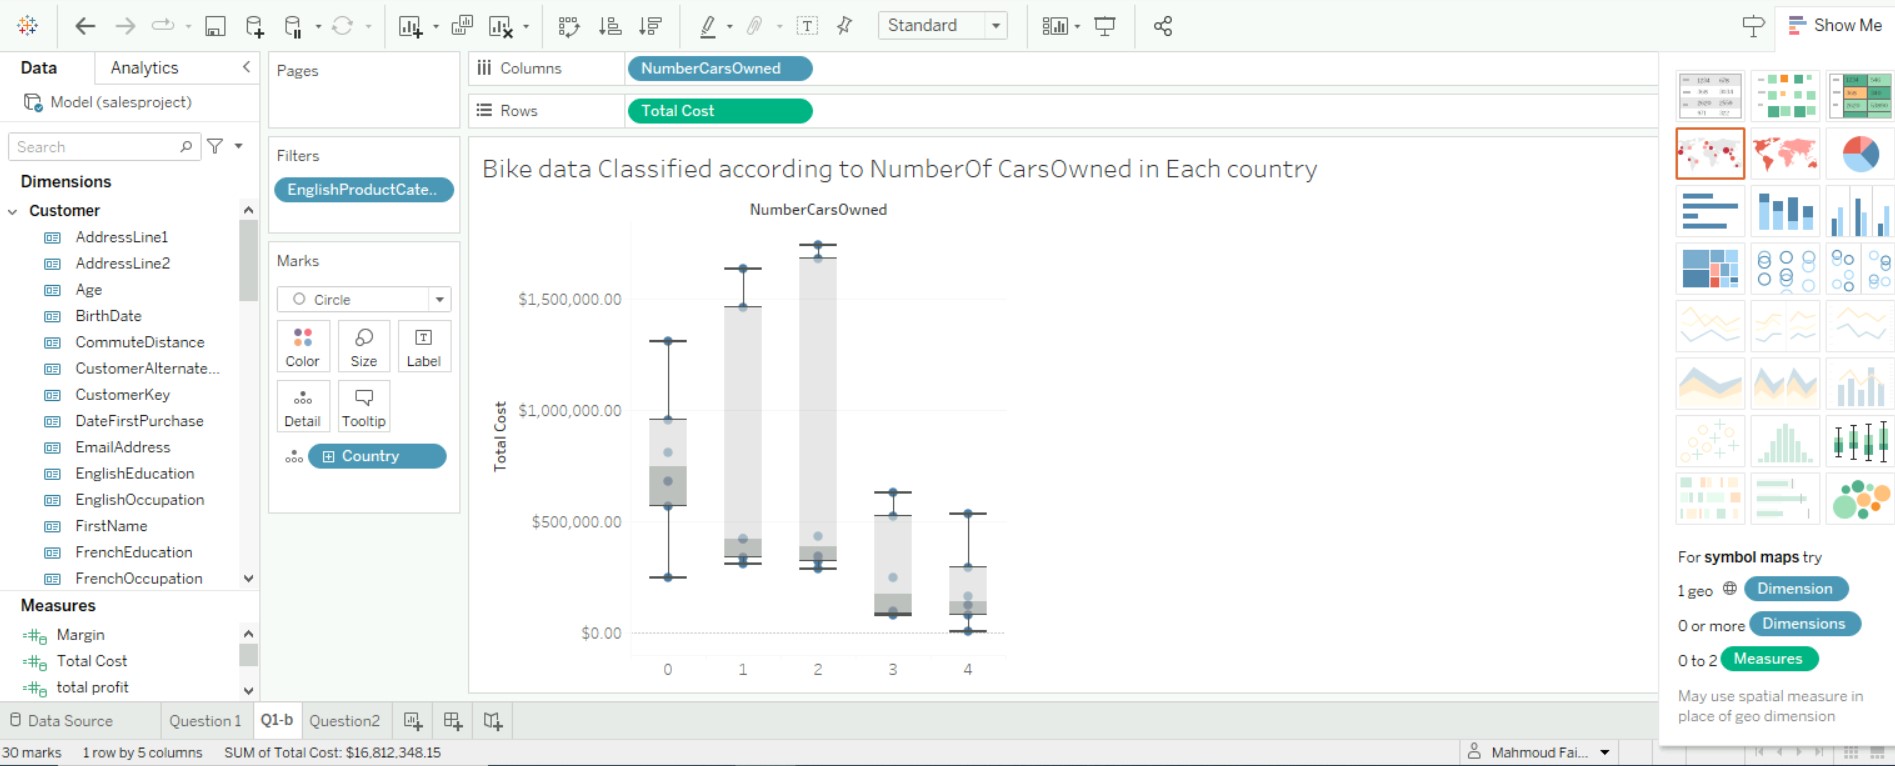 Standard
Show Me
Data
Analytics
Model (salesproject)
Search
Dimensions
Customer
AddressLine1
AddressLine2
Age
BirthDate
CommuteDistance
CustomerAlternate...
CustomerKey
DateFirstPurchase
EmailAddress
EnglishEducation
EnglishOccupation
FirstName
FrenchEducation
FrenchOccupation
Measures
Margin
Total Cost
total profit
Pages
Filters
EnglishProductCate..
Marks
Circle
Color
Size
Label
Detail
Tooltip
Country
Columns
NumberCarsOwned
Rows
Total Cost
Bike data Classified according to NumberOf CarsOwned in Each country
NumberCarsOwned
Total Cost
$1,500,000.00
$1,000,000.00
$500,000.00
$0.00
0 1 2 3 4
For symbol maps try
1 geo Dimension
0 or more Dimensions
0 to 2 Measures
May use spatial measure in
place of geo dimension
Data Source
Question 1
Q1-b
Question2
30 marks
1 row by 5 columns
SUM of Total Cost: $16,812,348.15
Mahmoud Fai...